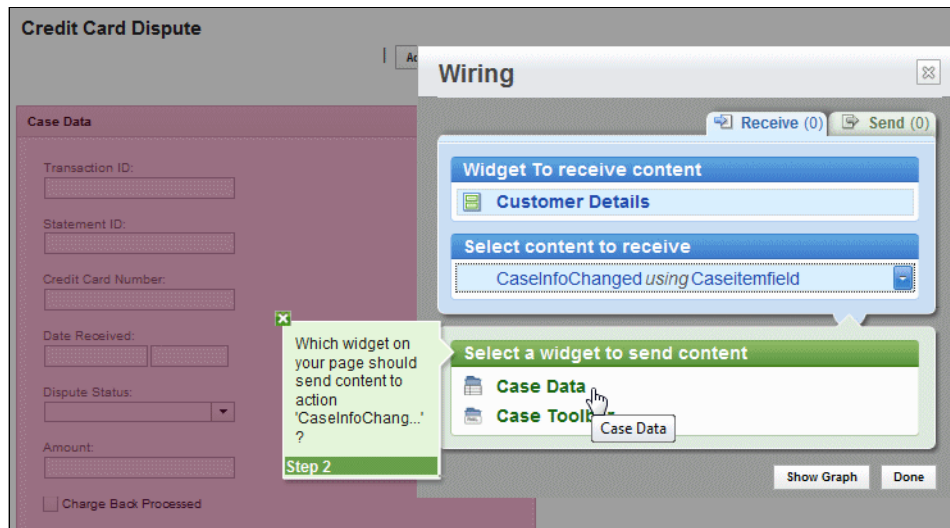 Credit Card Dispute
Wiring
Case Data
Receive (0)
Send (0)
Transaction ID:
Widget To receive content
Customer Details
Statement ID:
Select content to receive
Credit Card Number:
CaseInfoChanged using Caseitemfield
Date Received:
Which widget on
your page should
send content to
action
'CaseInfoChang...'
?
Step 2
Select a widget to send content
Case Data
Case Data
Dispute Status:
Amount:
Show Graph
Done
Charge Back Processed